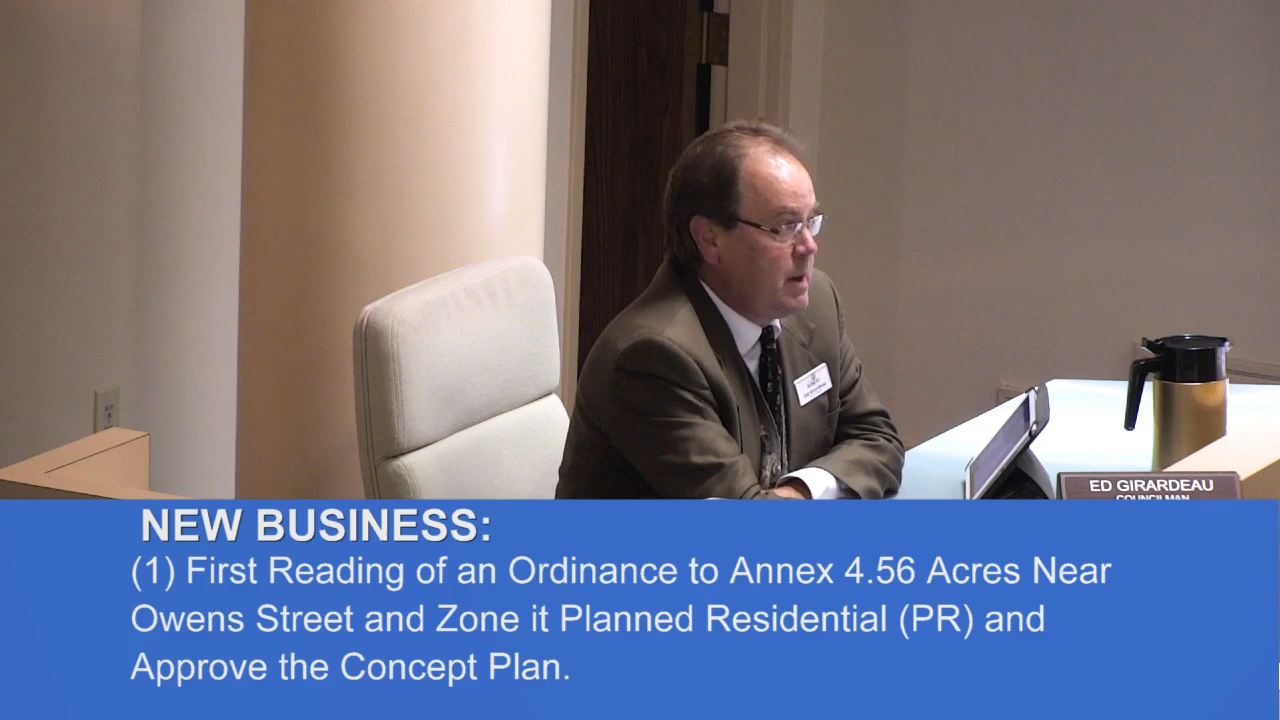 ED GIRARDEAU
COUNCILMAN
NEW BUSINESS:
(1) First Reading of an Ordinance to Annex 4.56 Acres Near
Owens Street and Zone it Planned Residential (PR) and
Approve the Concept Plan.